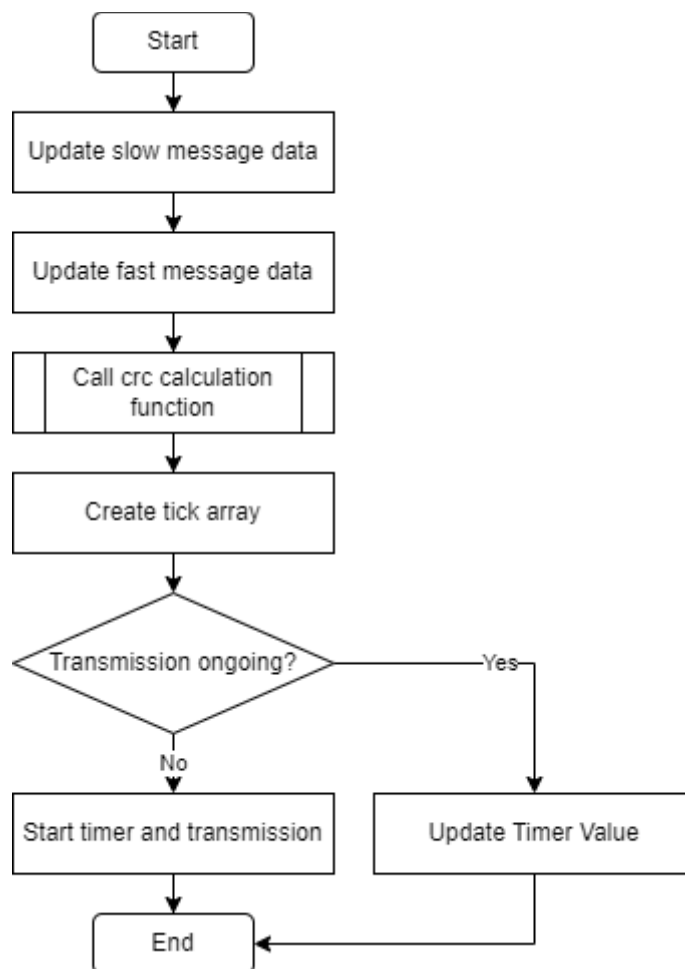 Start
Update slow message data
Update fast message data
Call crc calculation
function
Create tick array
Transmission ongoing?
Yes
No
Start timer and transmission
Update Timer Value
End